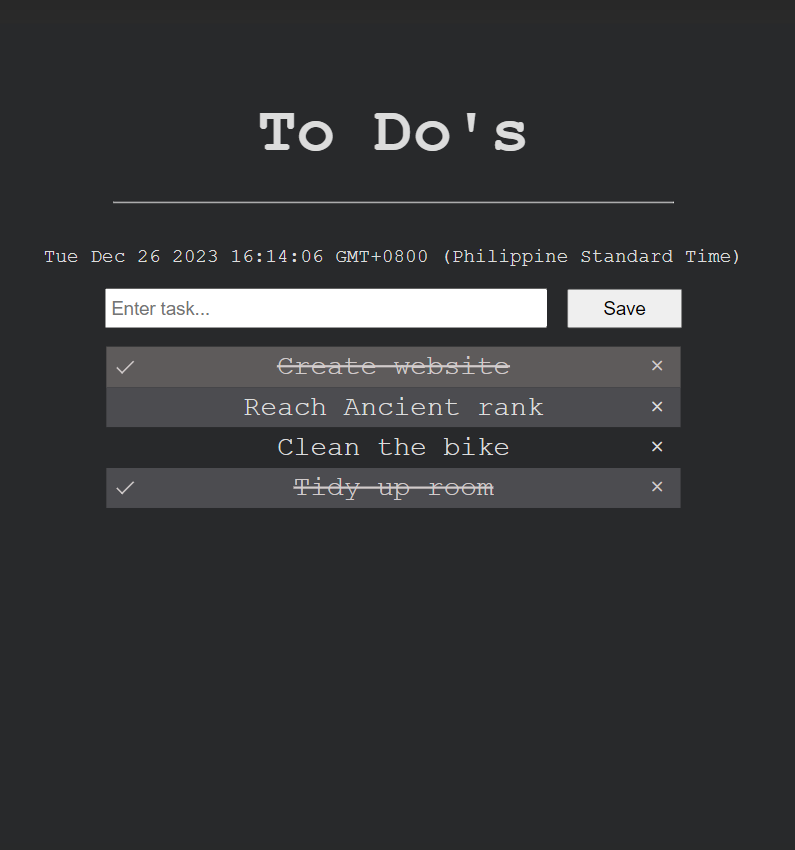 To Do's
Tue Dec 26 2023 16:14:06 GMT+0800 (Philippine Standard Time)
Enter task... Save
✓ Create website ×
Reach Ancient rank ×
Clean the bike ×
✓ Tidy up room ×